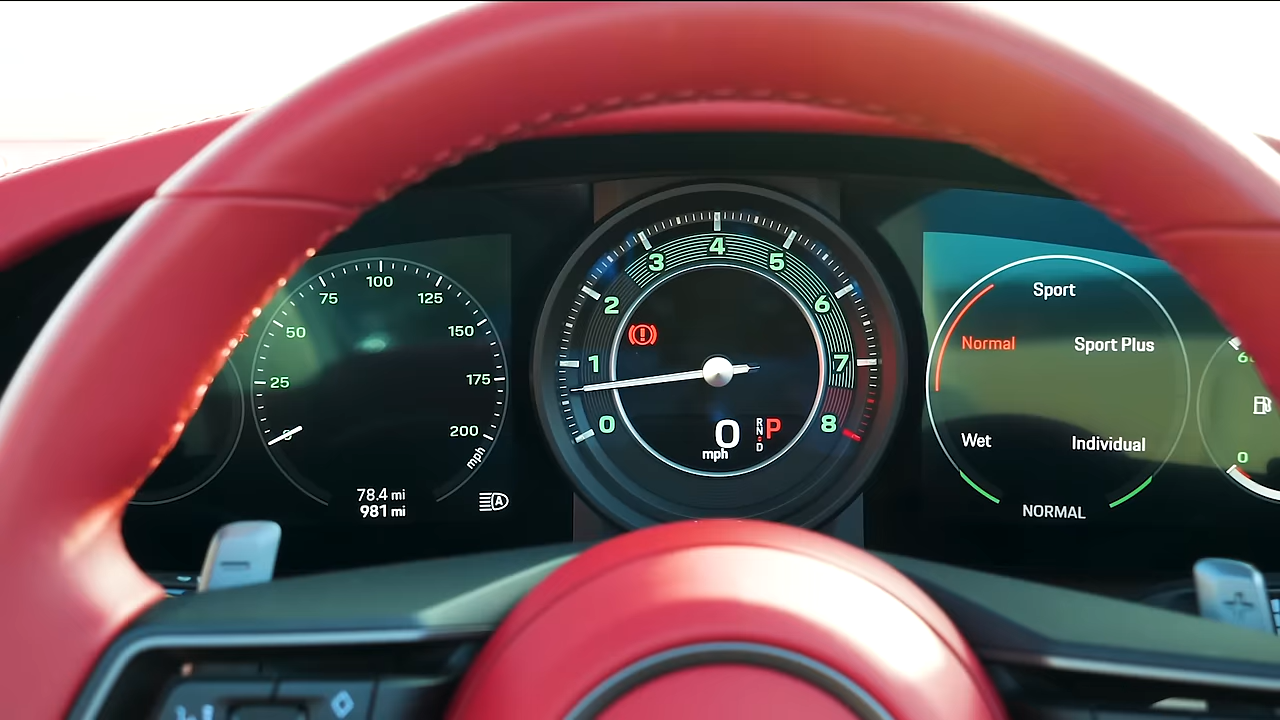 0
25
50
75
100
125
150
175
200
mph
78.4 mi
981 mi
A
0
1
2
3
4
5
6
7
8
0
mph
R
N
D
P
Sport
Normal
Sport Plus
Wet
Individual
NORMAL
0